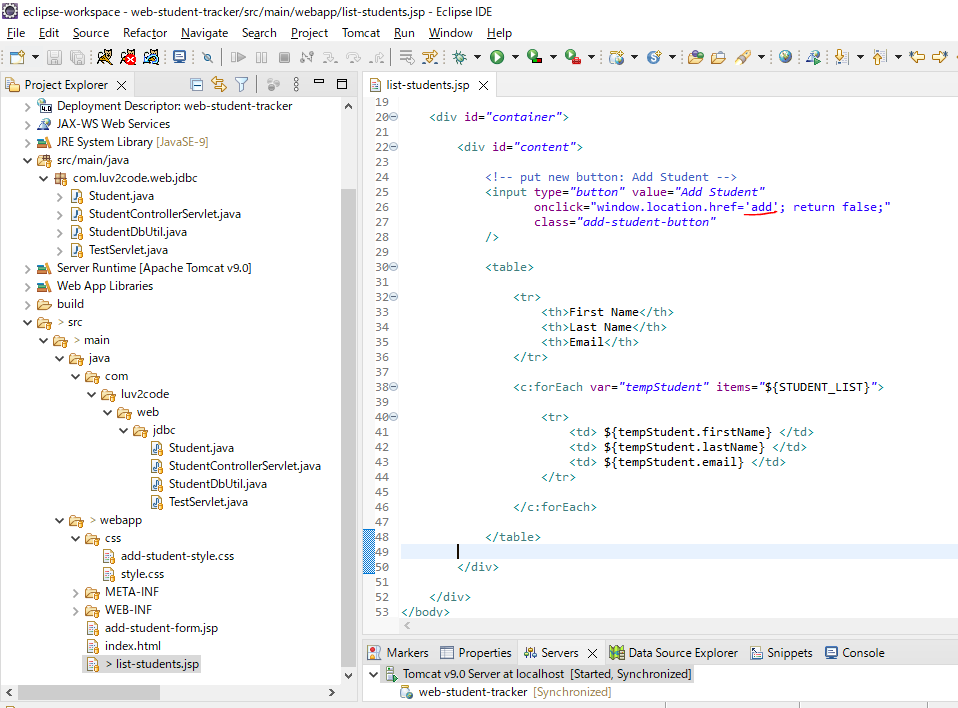 eclipse-workspace - web-student-tracker/src/main/webapp/list-students.jsp - Eclipse IDE
File Edit Source Refactor Navigate Search Project Tomcat Run Window Help
Project Explorer
Deployment Descriptor: web-student-tracker
JAX-WS Web Services
JRE System Library [JavaSE-9]
src/main/java
com.luv2code.web.jdbc
Student.java
StudentControllerServlet.java
StudentDbUtil.java
TestServlet.java
Server Runtime [Apache Tomcat v9.0]
Web App Libraries
build
> src
> main
java
com
luv2code
web
jdbc
Student.java
StudentControllerServlet.java
StudentDbUtil.java
TestServlet.java
> webapp
css
add-student-style.css
style.css
META-INF
WEB-INF
add-student-form.jsp
index.html
> list-students.jsp
list-students.jsp
19
20 <div id="container">
21
22 <div id="content">
23
24 <!-- put new button: Add Student -->
25 <input type="button" value="Add Student"
26 onclick="window.location.href='add'; return false;"
27 class="add-student-button"
28 />
29
30 <table>
31
32 <tr>
33 <th>First Name</th>
34 <th>Last Name</th>
35 <th>Email</th>
36 </tr>
37
38 <c:forEach var="tempStudent" items="${STUDENT_LIST}">
39
40 <tr>
41 <td> ${tempStudent.firstName} </td>
42 <td> ${tempStudent.lastName} </td>
43 <td> ${tempStudent.email} </td>
44 </tr>
45
46 </c:forEach>
47
48 </table>
49
50 </div>
51
52 </div>
53 </body>
Markers Properties Servers Data Source Explorer Snippets Console
Tomcat v9.0 Server at localhost [Started, Synchronized]
web-student-tracker [Synchronized]